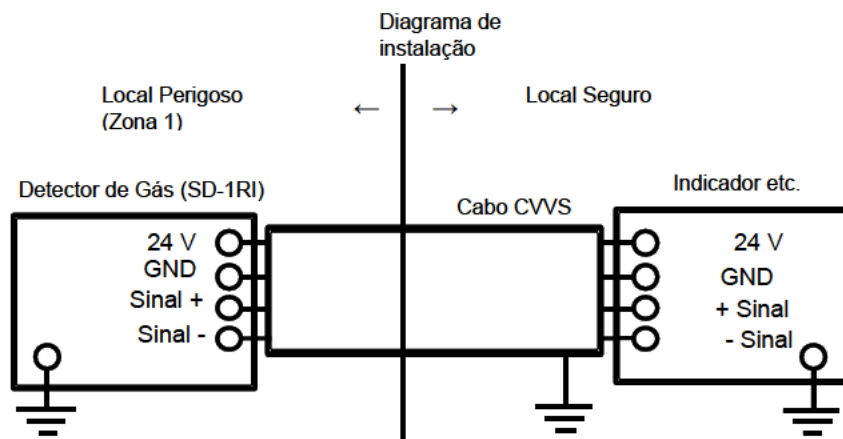 Diagrama de
instalação
Local Perigoso
(Zona 1)
← →
Local Seguro
Detector de Gás (SD-1RI)
Cabo CVVS
Indicador etc.
24 V
GND
Sinal +
Sinal -
24 V
GND
+ Sinal
- Sinal